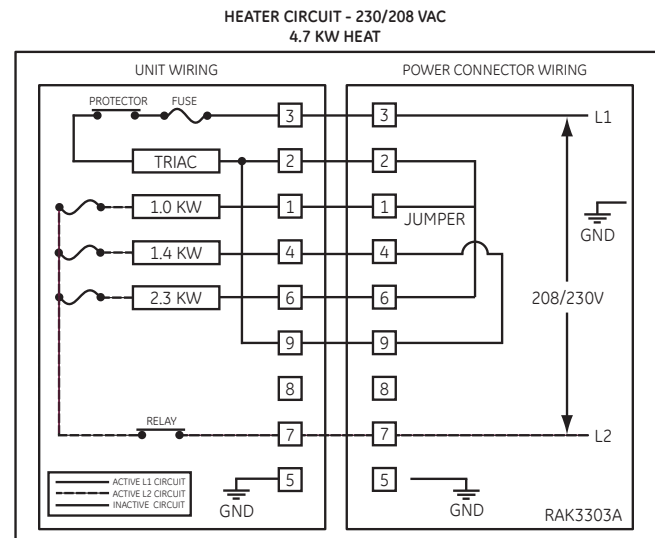 HEATER CIRCUIT - 230/208 VAC
4.7 KW HEAT
UNIT WIRING
POWER CONNECTOR WIRING
PROTECTOR
FUSE
3
3
L1
TRIAC
2
2
1.0 KW
1
1
JUMPER
GND
1.4 KW
4
4
2.3 KW
6
6
208/230V
9
9
8
8
RELAY
7
7
L2
ACTIVE L1 CIRCUIT
ACTIVE L2 CIRCUIT
INACTIVE CIRCUIT
GND
5
5
GND
RAK3303A